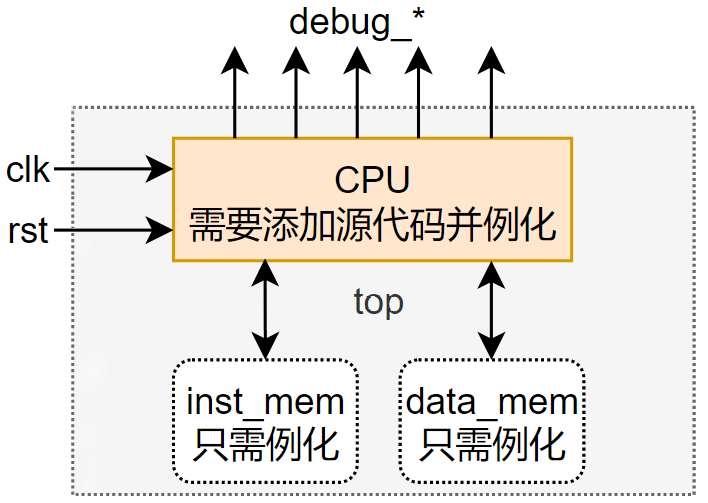 debug_*
clk
rst
CPU
需要添加源代码并例化
top
inst_mem
只需例化
data_mem
只需例化